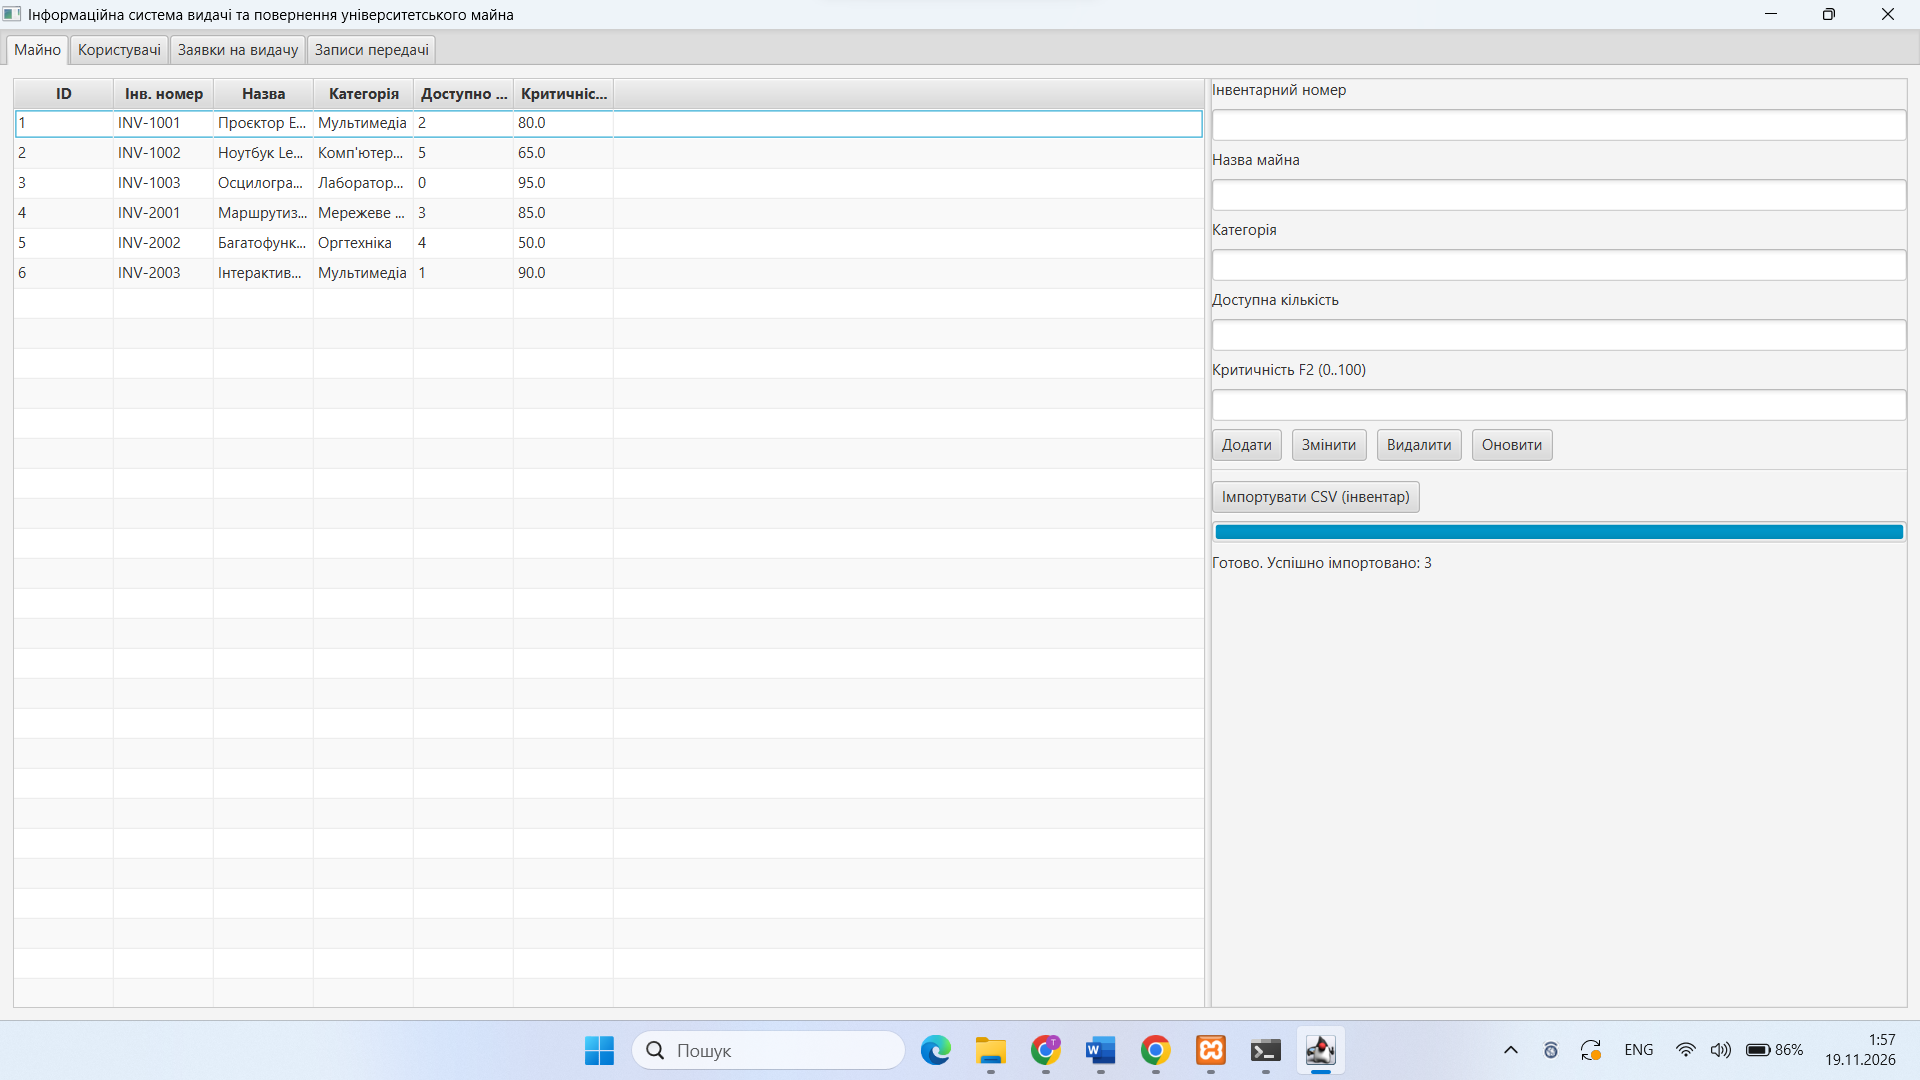 Інформаційна система видачі та повернення університетського майна
Майно Користувачі Заявки на видачу Записи передачі
ID Інв. номер Назва Категорія Доступно ... Критичніс...
1 INV-1001 Проєктор E... Мультимедіа 2 80.0
2 INV-1002 Ноутбук Le... Комп'ютер... 5 65.0
3 INV-1003 Осцилогра... Лаборатор... 0 95.0
4 INV-2001 Маршрутиз... Мережеве ... 3 85.0
5 INV-2002 Багатофунк... Оргтехніка 4 50.0
6 INV-2003 Інтерактив... Мультимедіа 1 90.0
Інвентарний номер
Назва майна
Категорія
Доступна кількість
Критичність F2 (0..100)
Додати Змінити Видалити Оновити
Імпортувати CSV (інвентар)
Готово. Успішно імпортовано: 3
Пошук
T
W
ENG
86%
1:57
19.11.2026